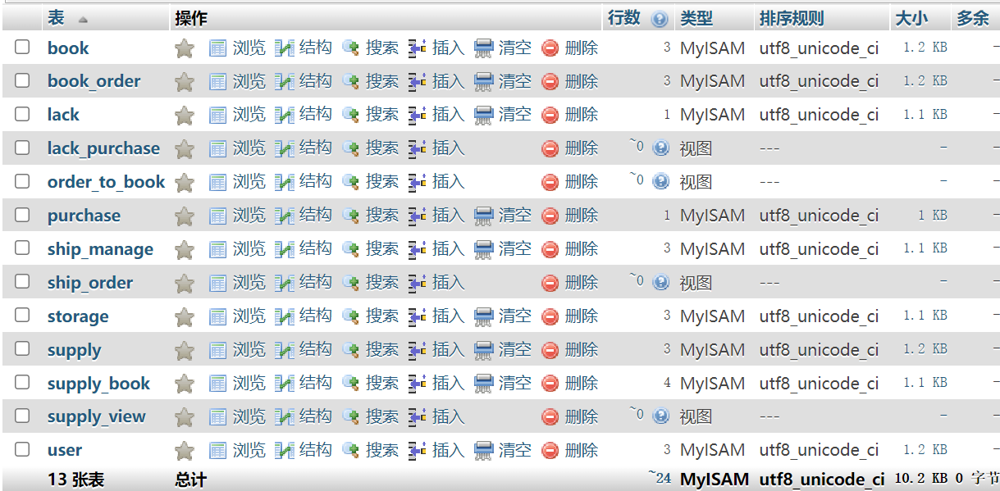 表 操作 行数 类型 排序规则 大小 多余
book 浏览 结构 搜索 插入 清空 删除 3 MyISAM utf8_unicode_ci 1.2 KB -
book_order 浏览 结构 搜索 插入 清空 删除 3 MyISAM utf8_unicode_ci 1.2 KB -
lack 浏览 结构 搜索 插入 清空 删除 1 MyISAM utf8_unicode_ci 1.1 KB -
lack_purchase 浏览 结构 搜索 插入 删除 ~0 视图 --- - -
order_to_book 浏览 结构 搜索 插入 删除 ~0 视图 --- - -
purchase 浏览 结构 搜索 插入 清空 删除 1 MyISAM utf8_unicode_ci 1 KB -
ship_manage 浏览 结构 搜索 插入 清空 删除 3 MyISAM utf8_unicode_ci 1.1 KB -
ship_order 浏览 结构 搜索 插入 删除 ~0 视图 --- - -
storage 浏览 结构 搜索 插入 清空 删除 3 MyISAM utf8_unicode_ci 1.1 KB -
supply 浏览 结构 搜索 插入 清空 删除 3 MyISAM utf8_unicode_ci 1.2 KB -
supply_book 浏览 结构 搜索 插入 清空 删除 4 MyISAM utf8_unicode_ci 1.1 KB -
supply_view 浏览 结构 搜索 插入 删除 ~0 视图 --- - -
user 浏览 结构 搜索 插入 清空 删除 3 MyISAM utf8_unicode_ci 1.2 KB -
13 张表 总计 ~24 MyISAM utf8_unicode_ci 10.2 KB 0 字节